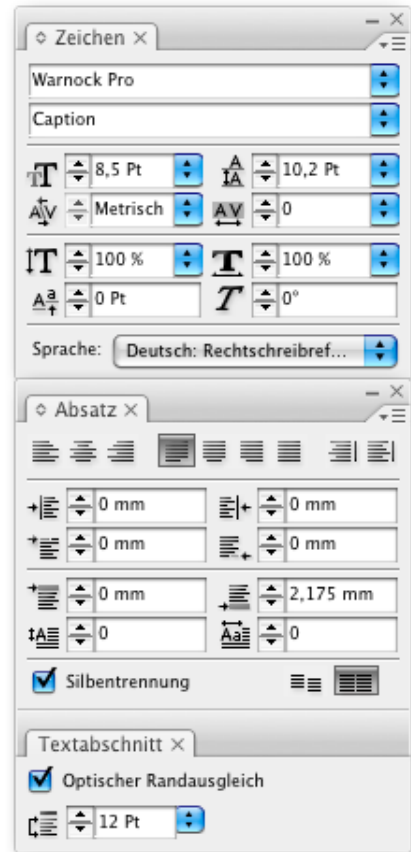 Zeichen
Warnock Pro
Caption
8,5 Pt 10,2 Pt
Metrisch 0
100 % 100 %
0 Pt 0°
Sprache: Deutsch: Rechtschreibref...
Absatz
0 mm 0 mm
0 mm 0 mm
0 mm 2,175 mm
0 0
Silbentrennung
Textabschnitt
Optischer Randausgleich
12 Pt